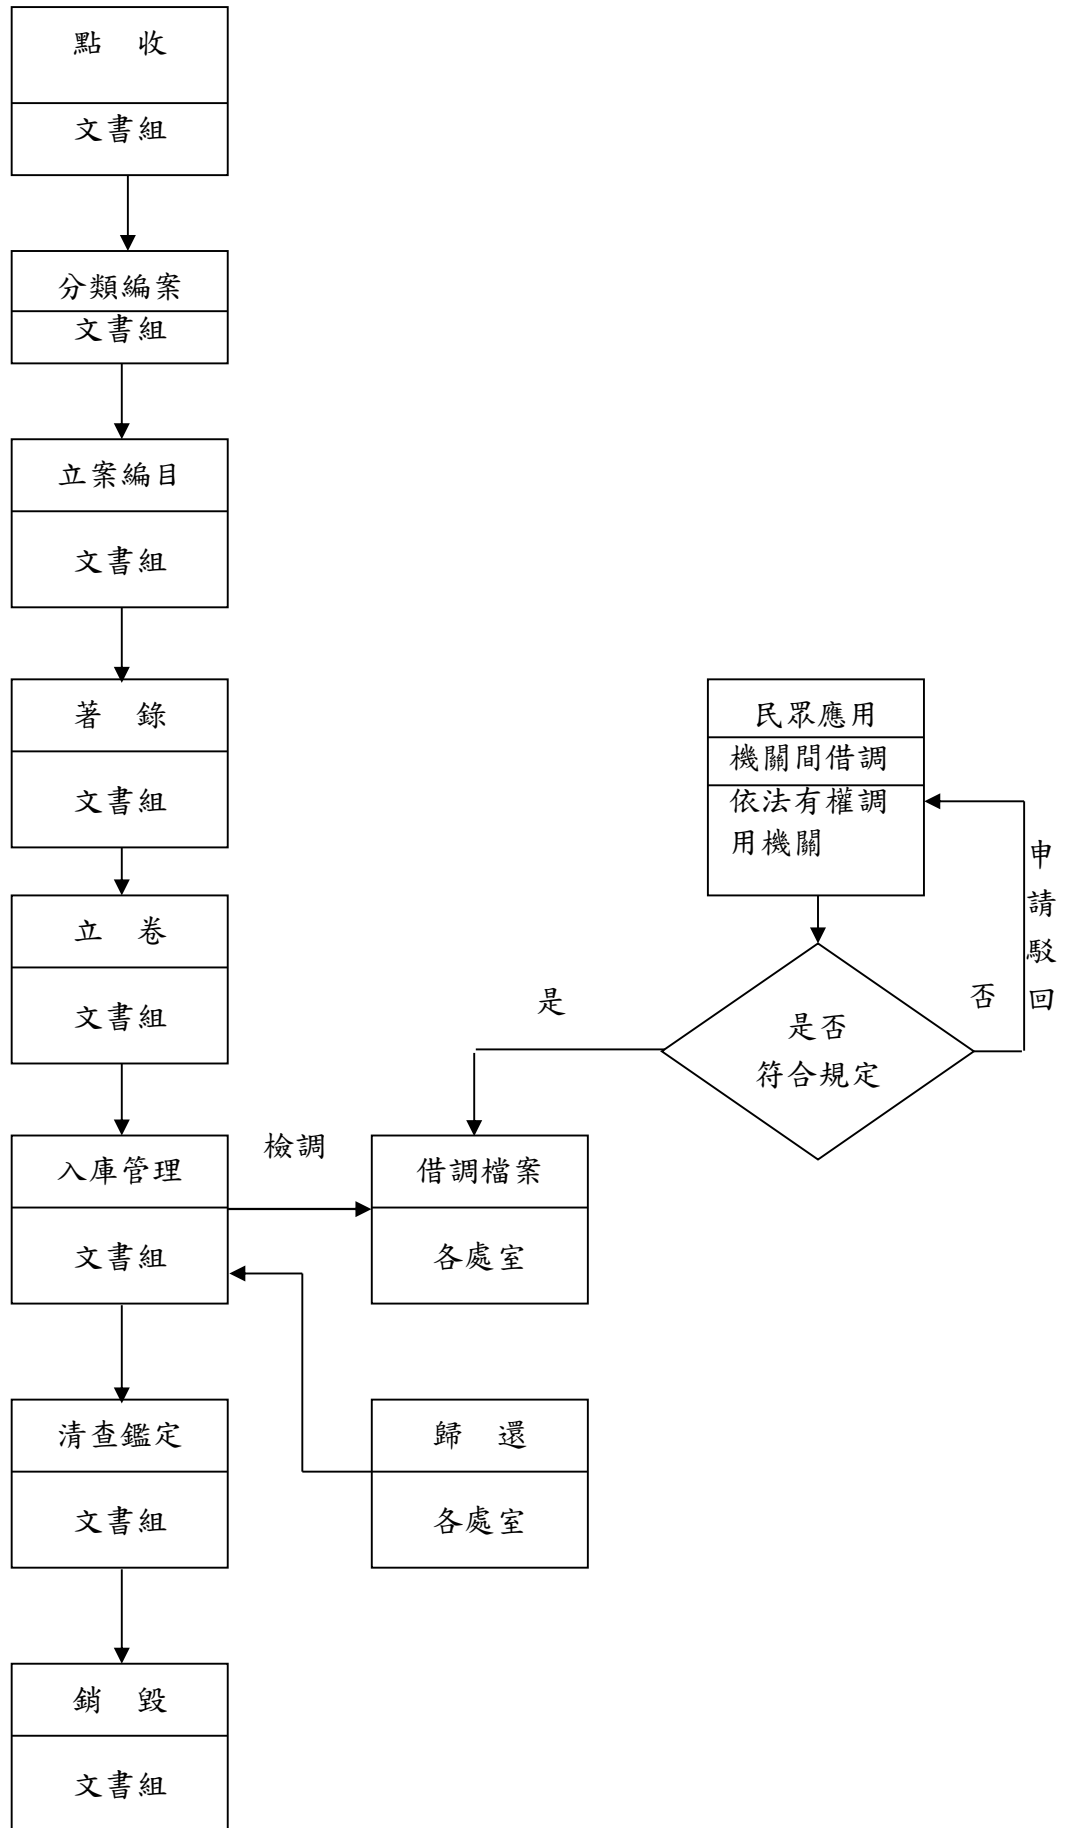 點　收
文書組
分類編案
文書組
立案編目
文書組
著　錄
文書組
立　卷
文書組
入庫管理
文書組
清查鑑定
文書組
銷　毀
文書組
檢調
借調檔案
各處室
歸　還
各處室
民眾應用
機關間借調
依法有權調
用機關
是否
符合規定
是
否
申請駁回